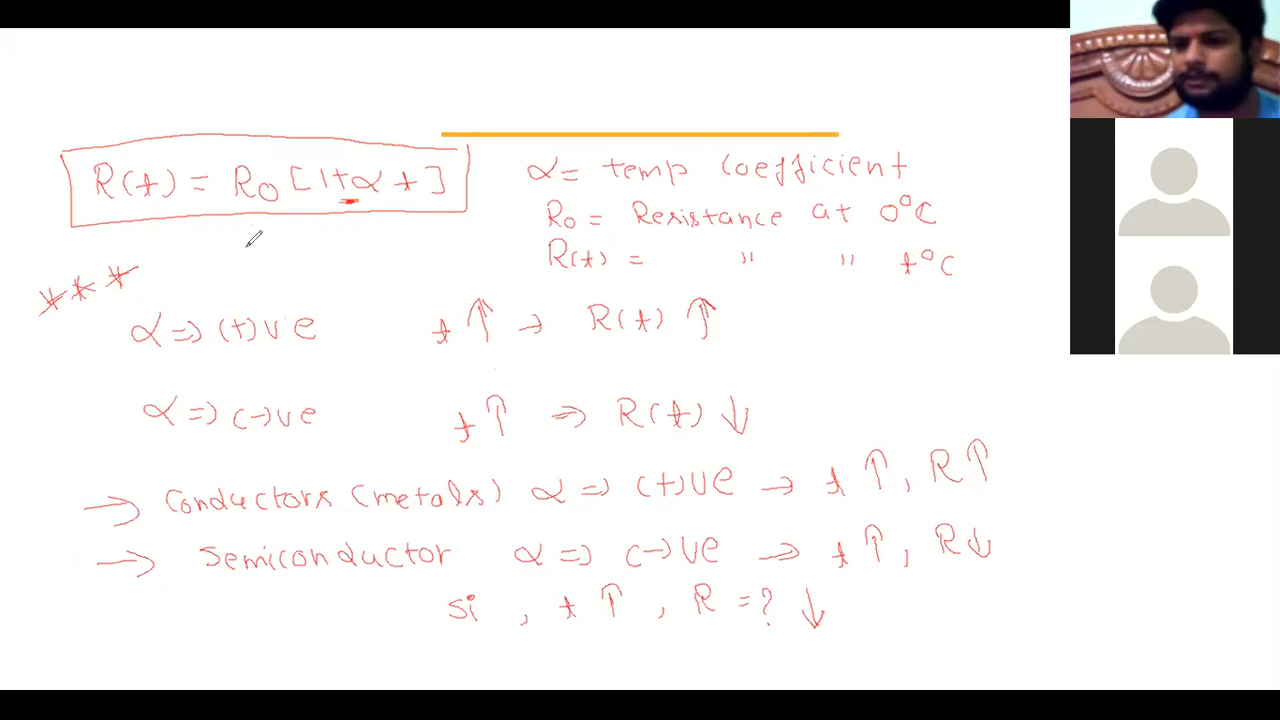 R(t) = R0 [1+α t]
α = temp coefficient
R0 = Resistance at 0°C
R(t) = " " t°C
***
α => (+)ve t↑ → R(t)↑
α => (-)ve t↑ => R(t)↓
→ Conductors (metals) α => (+)ve → t↑, R↑
→ Semiconductor α => (-)ve → t↑, R↓
si, t↑, R=? ↓